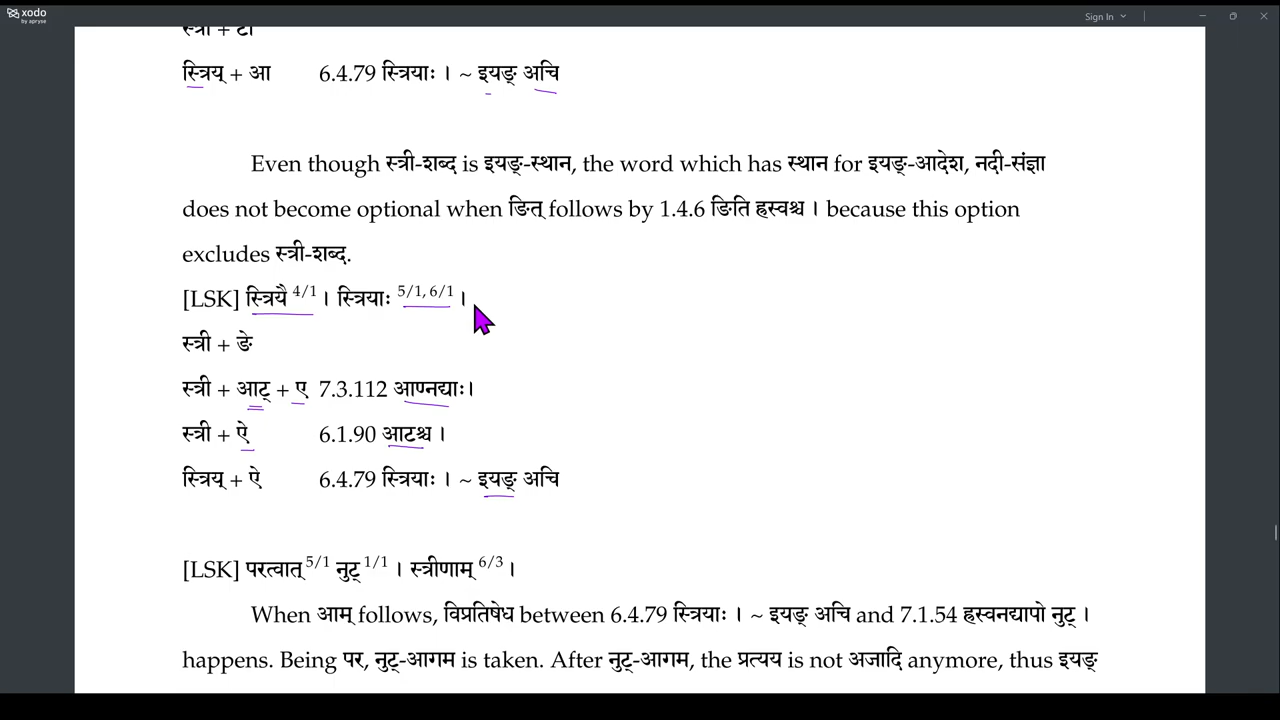 xodo
by apryse
Sign In
स्त्री + टा
स्त्रिय् + आ 6.4.79 स्त्रियाः । ~ इयङ् अचि
Even though स्त्री-शब्द is इयङ्-स्थान, the word which has स्थान for इयङ्-आदेश, नदी-संज्ञा
does not become optional when ङित् follows by 1.4.6 ङिति ह्रस्वश्च । because this option
excludes स्त्री-शब्द.
[LSK] स्त्रियै 4/1 । स्त्रियाः 5/1, 6/1 ।
स्त्री + ङे
स्त्री + आट् + ए 7.3.112 आण्नद्याः।
स्त्री + ऐ 6.1.90 आटश्च ।
स्त्रिय् + ऐ 6.4.79 स्त्रियाः । ~ इयङ् अचि
[LSK] परत्वात् 5/1 नुट् 1/1 । स्त्रीणाम् 6/3 ।
When आम् follows, विप्रतिषेध between 6.4.79 स्त्रियाः । ~ इयङ् अचि and 7.1.54 ह्रस्वनद्यापो नुट् ।
happens. Being पर, नुट्-आगम is taken. After नुट्-आगम, the प्रत्यय is not अजादि anymore, thus इयङ्